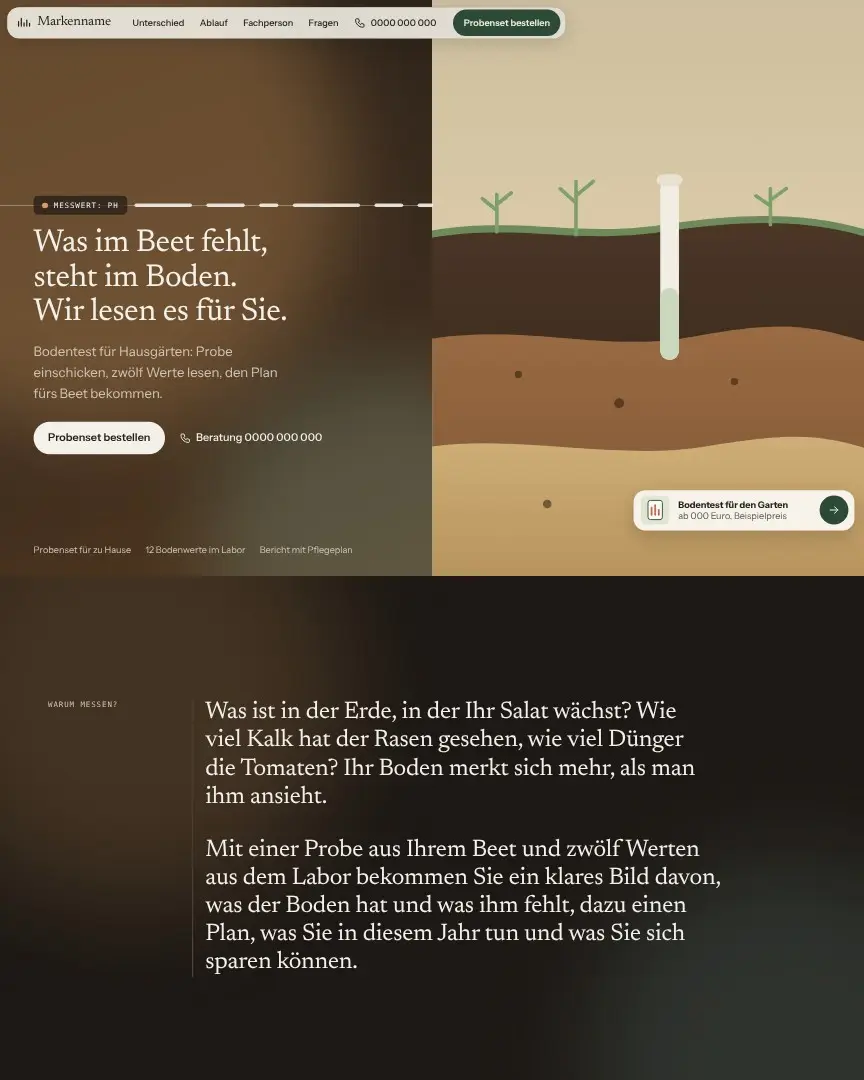 Markenname
Unterschied
Ablauf
Fachperson
Fragen
0000 000 000
Probenset bestellen
MESSWERT: PH
Was im Beet fehlt,
steht im Boden.
Wir lesen es für Sie.
Bodentest für Hausgärten: Probe
einschicken, zwölf Werte lesen, den Plan
fürs Beet bekommen.
Probenset bestellen
Beratung 0000 000 000
Bodentest für den Garten
ab 000 Euro, Beispielpreis
Probenset für zu Hause
12 Bodenwerte im Labor
Bericht mit Pflegeplan
WARUM MESSEN?
Was ist in der Erde, in der Ihr Salat wächst? Wie
viel Kalk hat der Rasen gesehen, wie viel Dünger
die Tomaten? Ihr Boden merkt sich mehr, als man
ihm ansieht.
Mit einer Probe aus Ihrem Beet und zwölf Werten
aus dem Labor bekommen Sie ein klares Bild davon,
was der Boden hat und was ihm fehlt, dazu einen
Plan, was Sie in diesem Jahr tun und was Sie sich
sparen können.